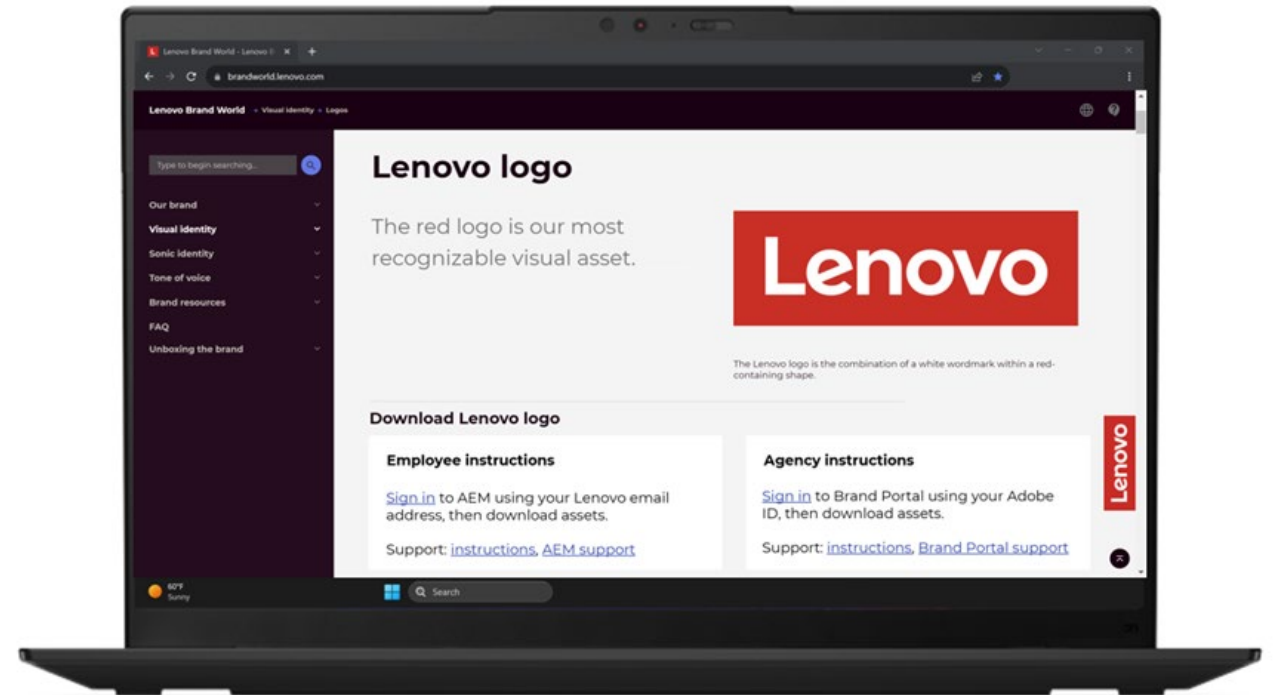 Lenovo Brand World - Lenovo
brandworld.lenovo.com
Lenovo Brand World
Visual identity
Logos
Type to begin searching...
Our brand
Visual identity
Sonic identity
Tone of voice
Brand resources
FAQ
Unboxing the brand
Lenovo logo
The red logo is our most
recognizable visual asset.
Lenovo
The Lenovo logo is the combination of a white wordmark within a red-
containing shape.
Download Lenovo logo
Employee instructions
Sign in to AEM using your Lenovo email
address, then download assets.
Support: instructions, AEM support
Agency instructions
Sign in to Brand Portal using your Adobe
ID, then download assets.
Support: instructions, Brand Portal support
Lenovo
60°F
Sunny
Search